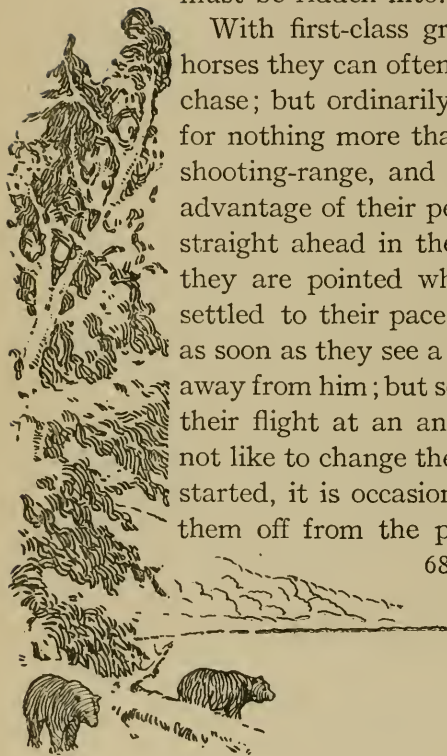 With first-class gr
horses they can often
chase; but ordinarily
for nothing more tha
shooting-range, and
advantage of their pe
straight ahead in the
they are pointed wh
settled to their pace
as soon as they see a
away from him; but s
their flight at an an
not like to change the
started, it is occasion
them off from the p
68